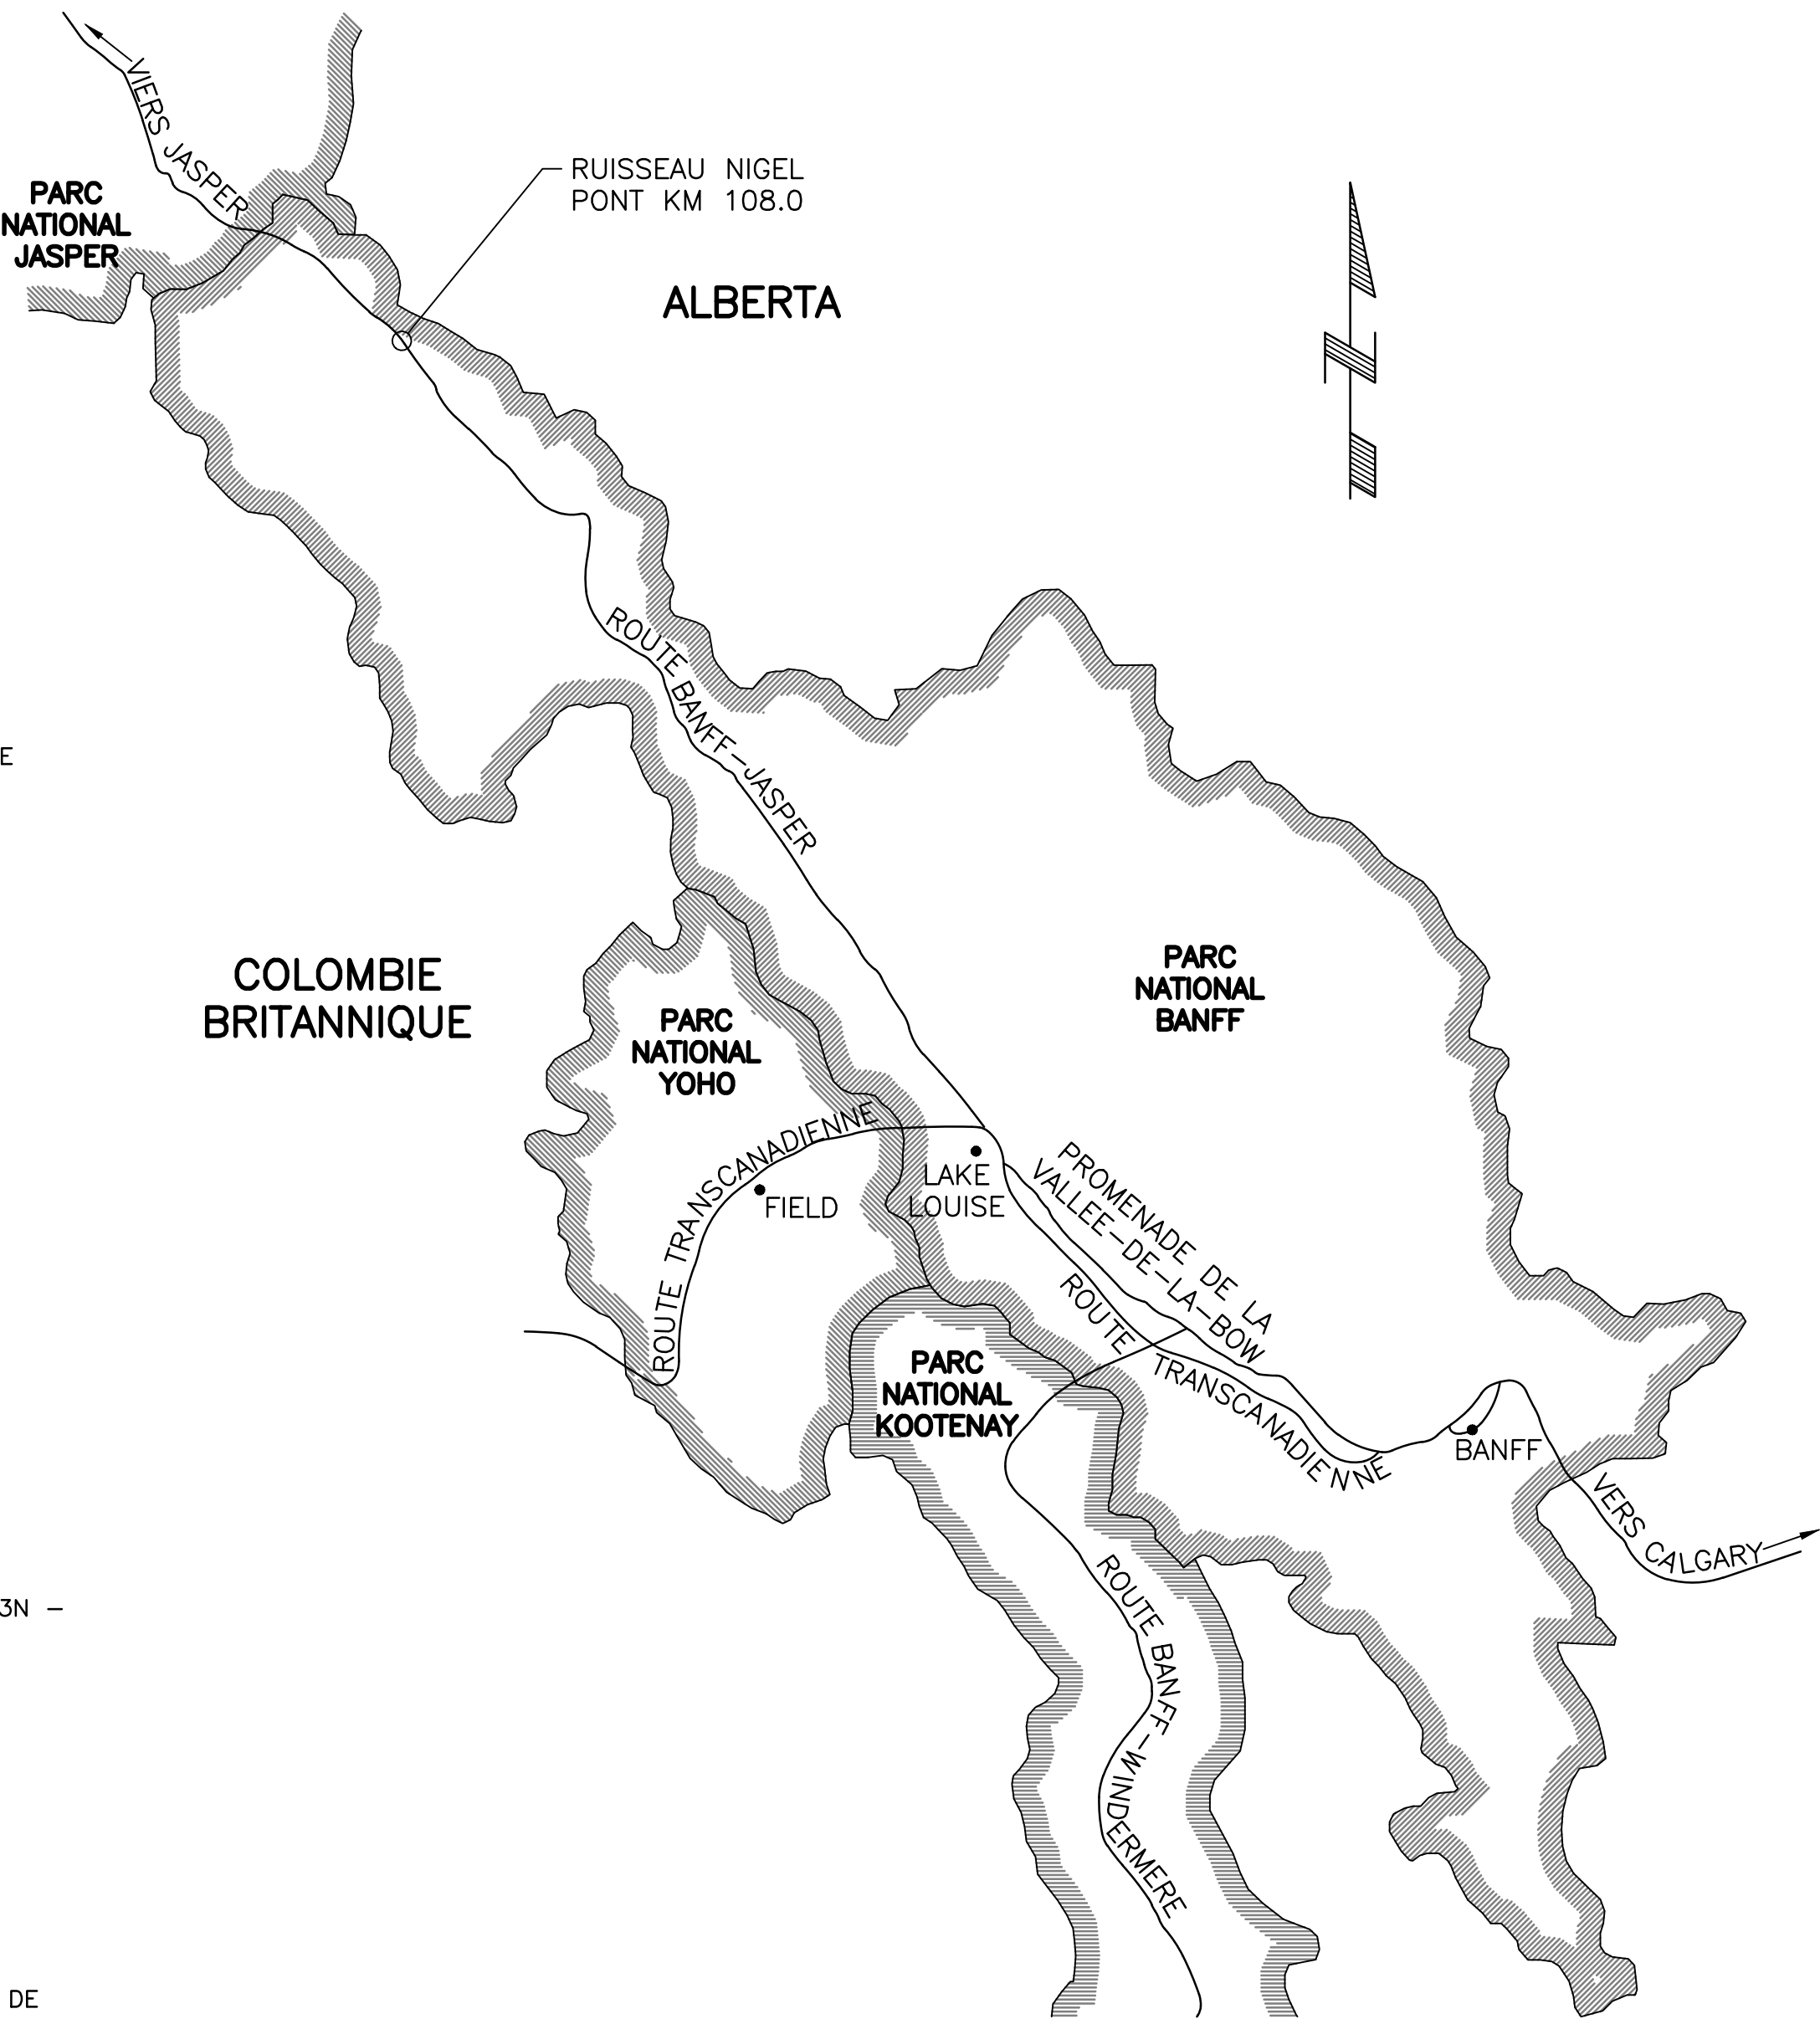 VIERS JASPER
RUISSEAU NIGEL
PONT KM 108.0
PARC
NATIONAL
JASPER
ALBERTA
ROUTE BANFF-JASPER
E
COLOMBIE
BRITANNIQUE
PARC
NATIONAL
BANFF
PARC
NATIONAL
YOHO
ROUTE TRANSCANADIENNE
LAKE
LOUISE
FIELD
PROMENADE DE LA
VALLEE-DE-LA-BOW
ROUTE TRANSCANADIENNE
PARC
NATIONAL
KOOTENAY
BANFF
VERS CALGARY
ROUTE BANFF-WINDERMERE
3N -
DE